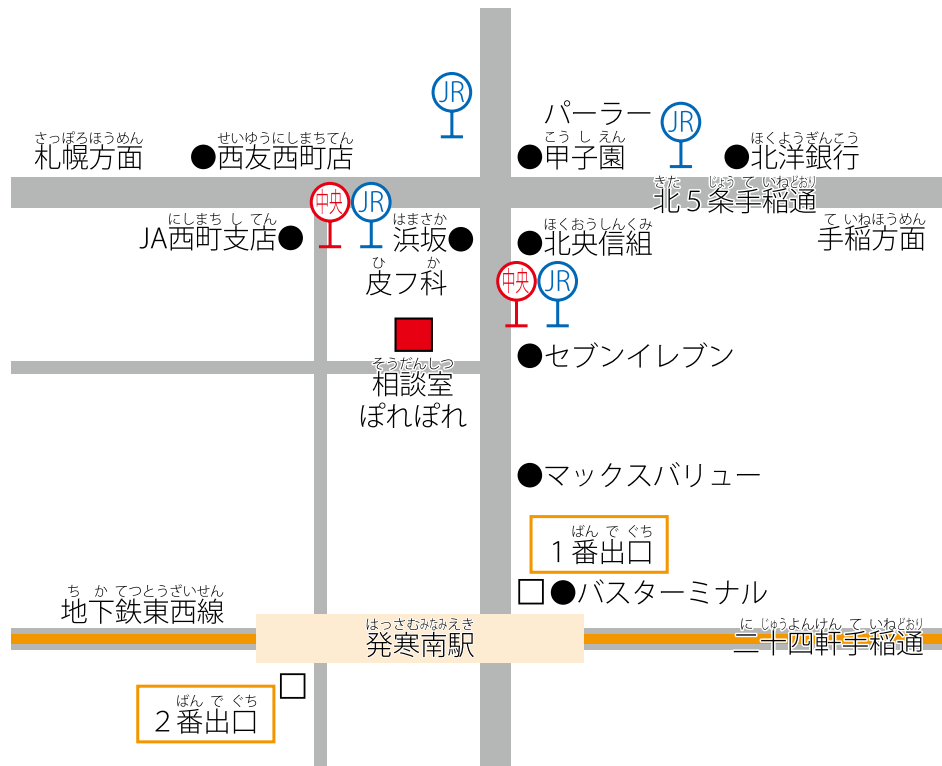 JR
パーラー
JR
さっぽろほうめん
札幌方面
せいゆうにしまちてん
西友西町店
こうしえん
甲子園
ほくようぎんこう
北洋銀行
きた じょう ていねどおり
北5条手稲通
中央
JR
にしまちしてん
JA西町支店
はまさか
浜坂
ひ か
皮フ科
ほくおうしんくみ
北央信組
ていねほうめん
手稲方面
中央
JR
セブンイレブン
そうだんしつ
相談室
ぽれぽれ
マックスバリュー
ばんでぐち
1番出口
バスターミナル
ちかてつとうざいせん
地下鉄東西線
はっさむみなみえき
発寒南駅
にじゅうよんけんていねどおり
二十四軒手稲通
ばんでぐち
2番出口